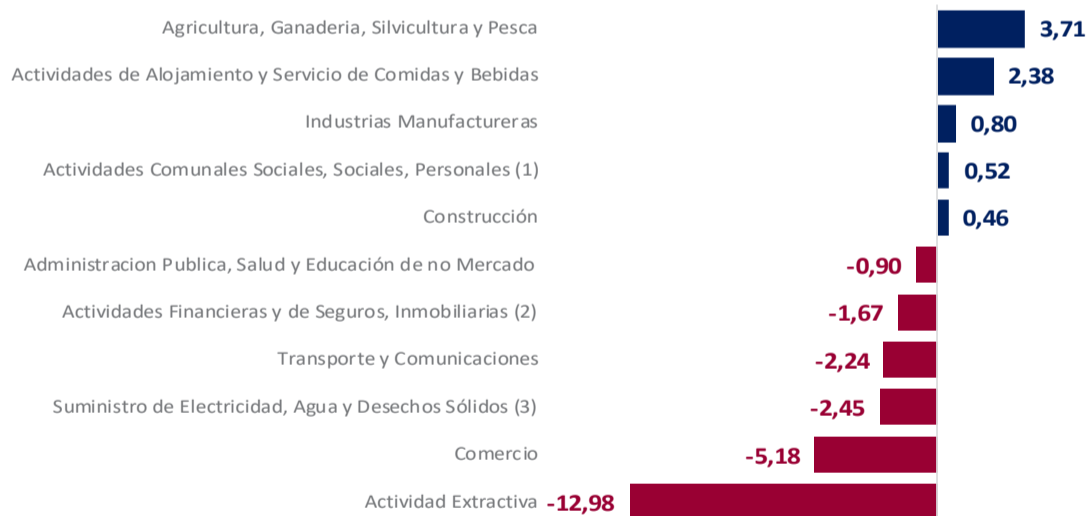 Agricultura, Ganaderia, Silvicultura y Pesca 3,71
Actividades de Alojamiento y Servicio de Comidas y Bebidas 2,38
Industrias Manufactureras 0,80
Actividades Comunales Sociales, Sociales, Personales (1) 0,52
Construcción 0,46
Administracion Publica, Salud y Educación de no Mercado -0,90
Actividades Financieras y de Seguros, Inmobiliarias (2) -1,67
Transporte y Comunicaciones -2,24
Suministro de Electricidad, Agua y Desechos Sólidos (3) -2,45
Comercio -5,18
Actividad Extractiva -12,98